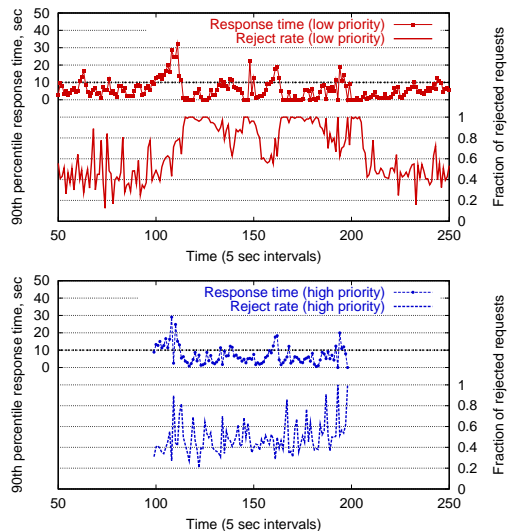 50
40
30
20
10
0
Response time (low priority)
Reject rate (low priority)
1
0.8
0.6
0.4
0.2
0
90th percentile response time, sec
Fraction of rejected requests
50 100 150 200 250
Time (5 sec intervals)
50
40
30
20
10
0
Response time (high priority)
Reject rate (high priority)
1
0.8
0.6
0.4
0.2
0
90th percentile response time, sec
Fraction of rejected requests
50 100 150 200 250
Time (5 sec intervals)